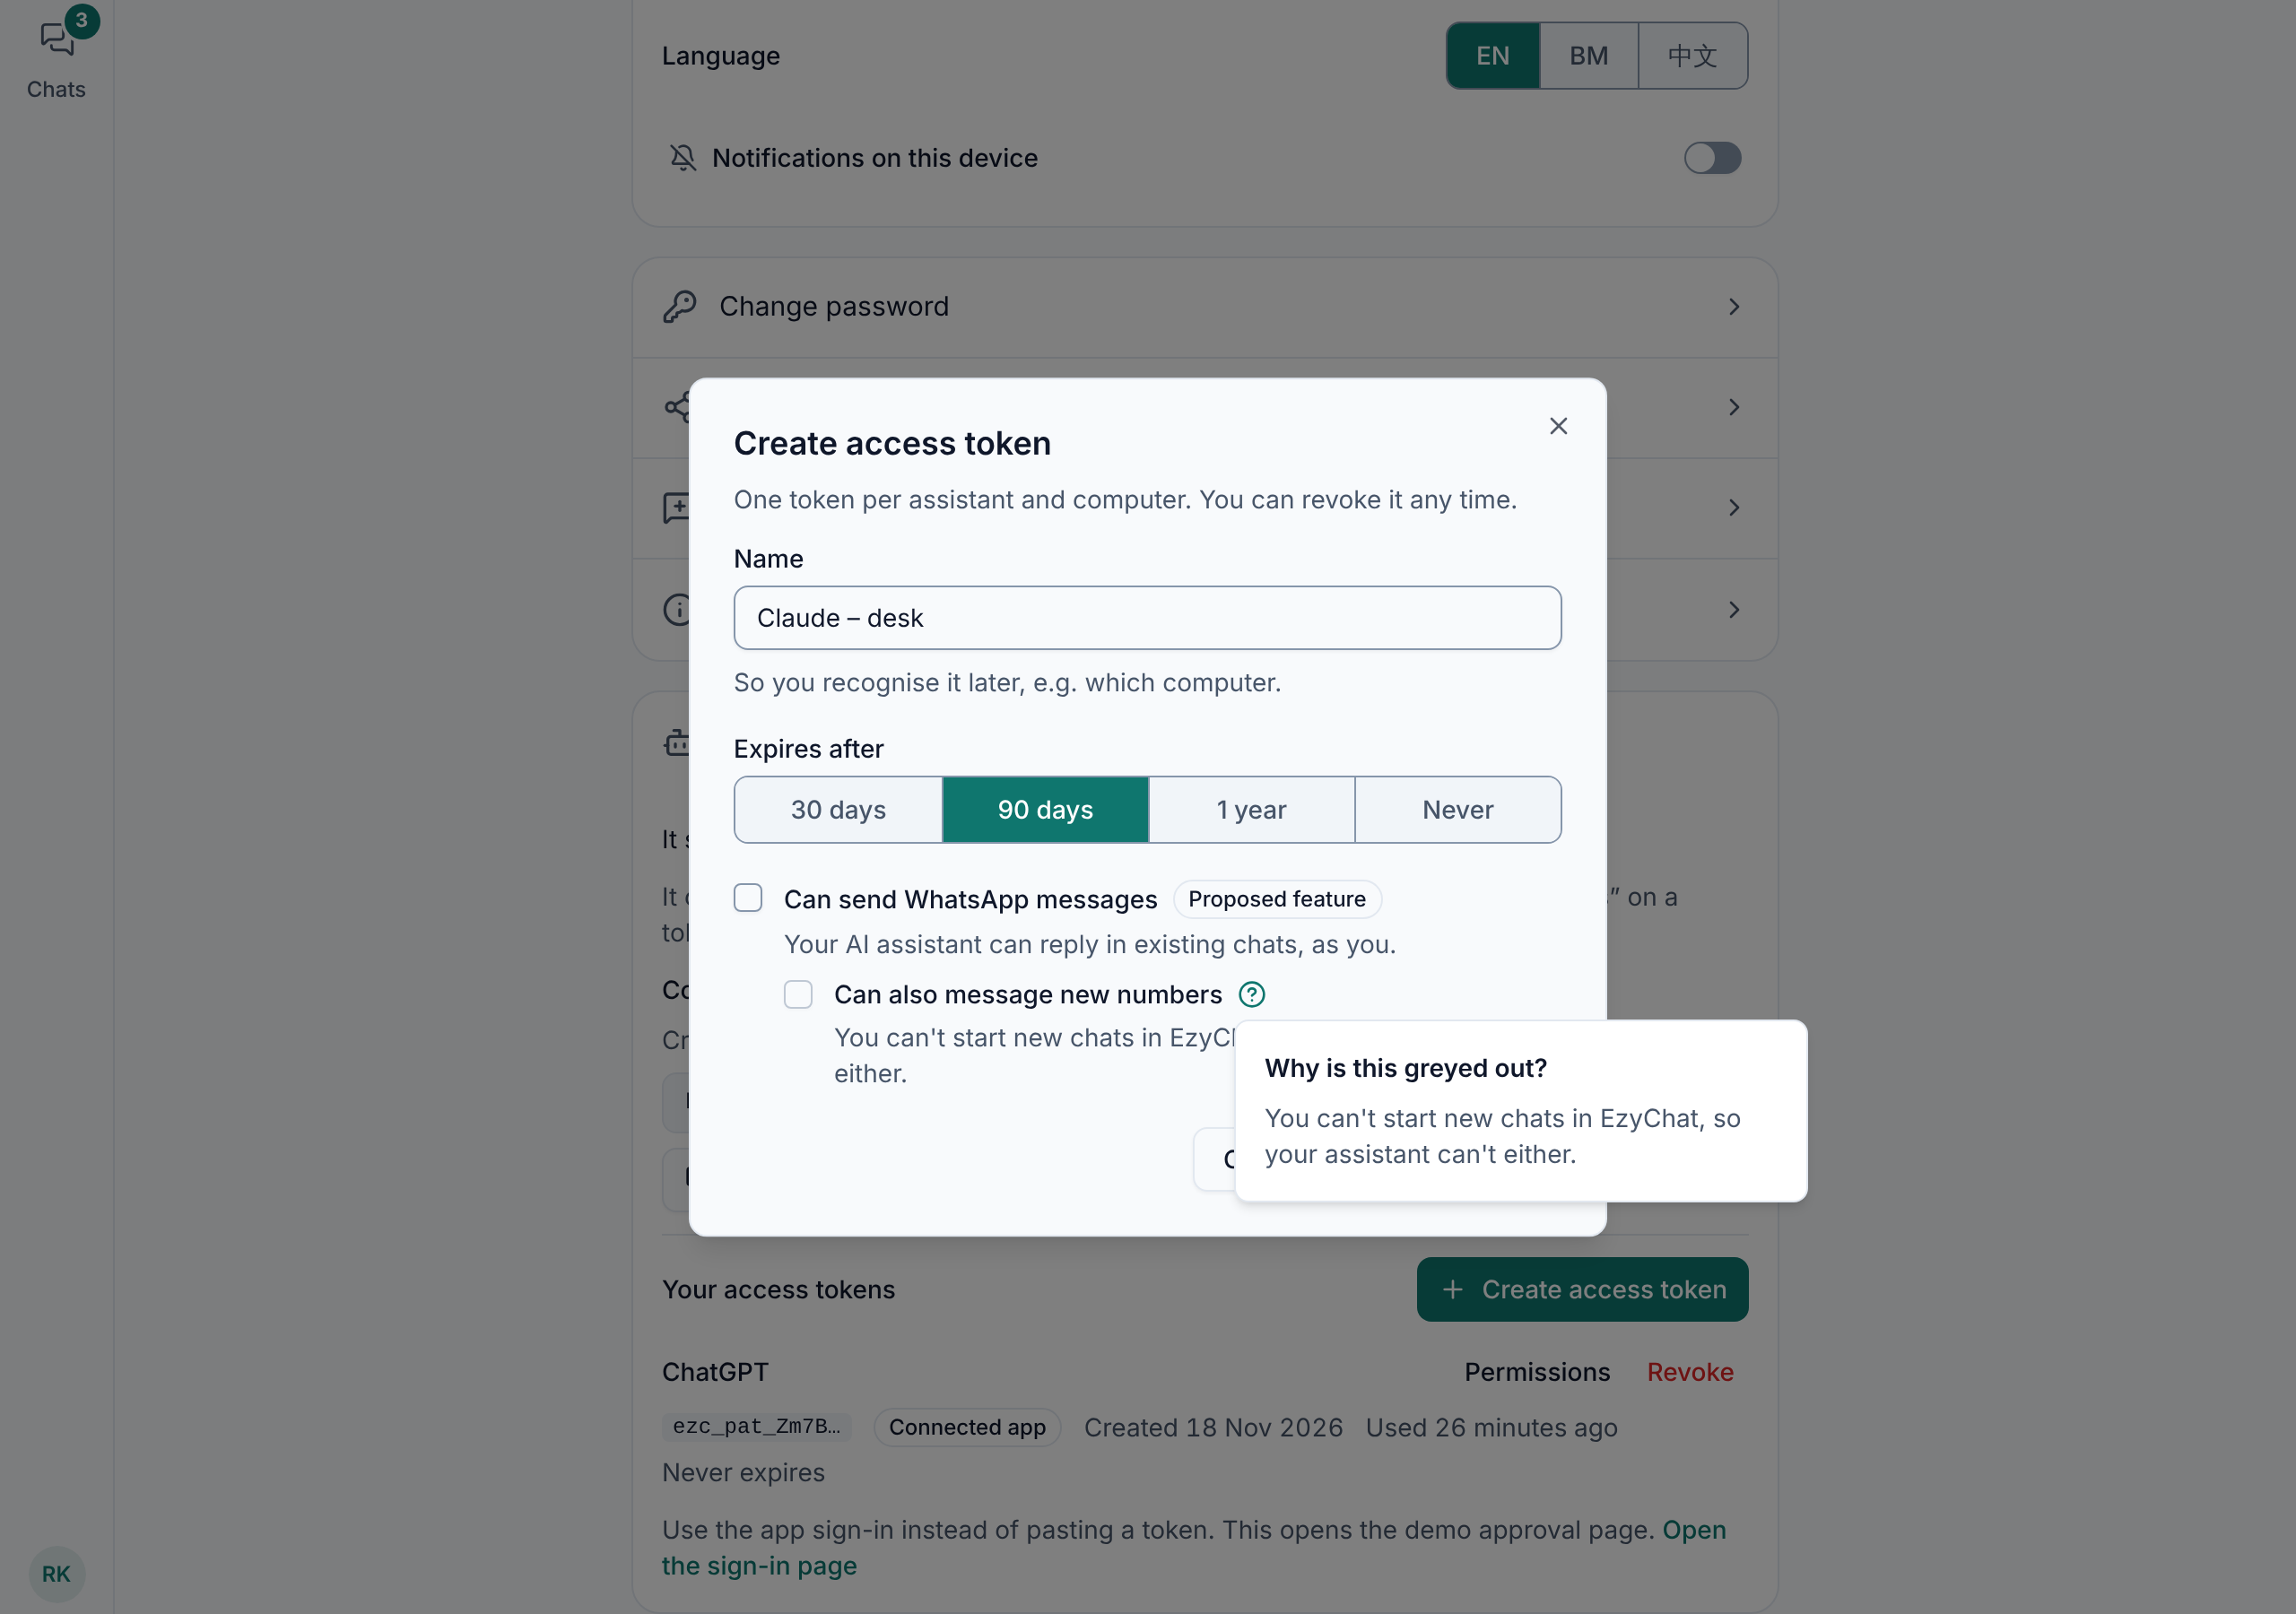 3
Chats
Language
EN
BM
中文
Notifications on this device
Change password
Create access token
One token per assistant and computer. You can revoke it any time.
Name
Claude – desk
So you recognise it later, e.g. which computer.
Expires after
30 days
90 days
1 year
Never
Can send WhatsApp messages
Proposed feature
Your AI assistant can reply in existing chats, as you.
Can also message new numbers
You can't start new chats in
either.
Why is this greyed out?
You can't start new chats in EzyChat, so
your assistant can't either.
It
It
” on a
Your access tokens
Create access token
ChatGPT
Permissions
Revoke
ezc_pat_Zm7B…
Connected app
Created 18 Nov 2026
Used 26 minutes ago
Never expires
Use the app sign-in instead of pasting a token. This opens the demo approval page. Open
the sign-in page
RK